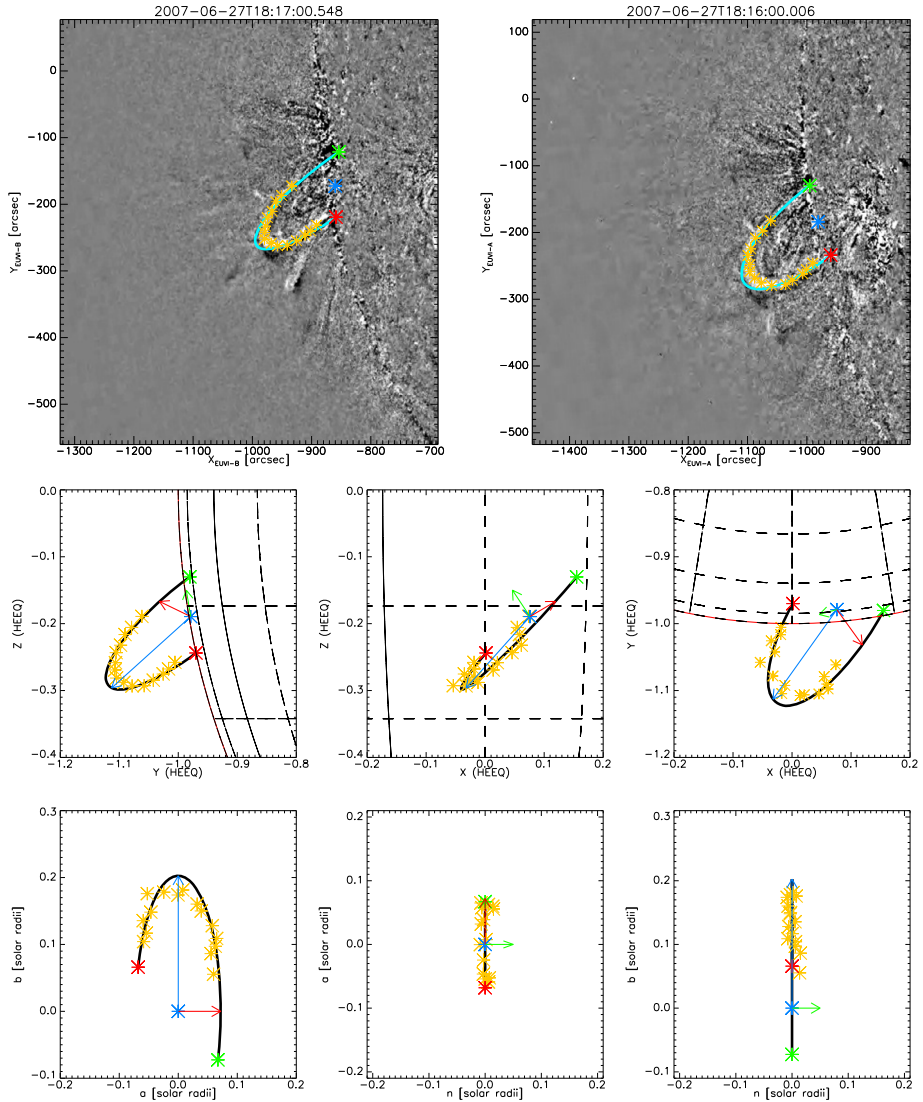 2007-06-27T18:17:00.548 2007-06-27T18:16:00.006
0 -100 -200 -300 -400 -500
Y EUVI-B [arcsec]
-1300 -1200 -1100 -1000 -900 -800 -700
X EUVI-B [arcsec]
100 0 -100 -200 -300 -400 -500
Y EUVI-A [arcsec]
-1400 -1300 -1200 -1100 -1000 -900
X EUVI-A [arcsec]
0.0 -0.1 -0.2 -0.3 -0.4
Z (HEEQ)
-1.2 -1.1 -1.0 -0.9 -0.8
Y (HEEQ)
0.0 -0.1 -0.2 -0.3 -0.4
Z (HEEQ)
-0.2 -0.1 0.0 0.1 0.2
X (HEEQ)
-0.8 -0.9 -1.0 -1.1 -1.2
Y (HEEQ)
-0.2 -0.1 0.0 0.1 0.2
X (HEEQ)
0.3 0.2 0.1 0.0 -0.1
b [solar radii]
-0.2 -0.1 0.0 0.1 0.2
a [solar radii]
0.2 0.1 0.0 -0.1 -0.2
a [solar radii]
-0.2 -0.1 0.0 0.1 0.2
n [solar radii]
0.3 0.2 0.1 0.0 -0.1
b [solar radii]
-0.2 -0.1 0.0 0.1 0.2
n [solar radii]